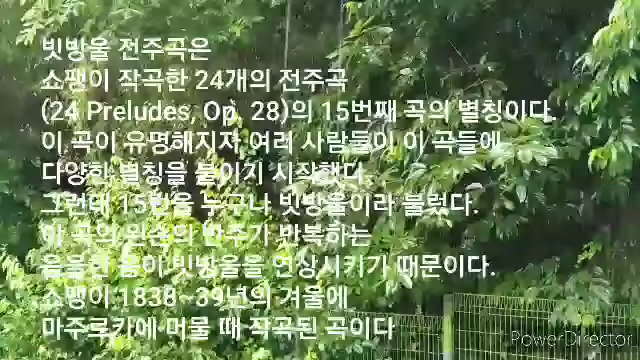 빗방울 전주곡은
쇼팽이 작곡한 24개의 전주곡
(24 Preludes, Op. 28)의 15번째 곡의 별칭이다.
이 곡이 유명해지자 여러 사람들이 이 곡들에
다양한 별칭을 붙이기 시작했다.
그런데 15번을 누구나 빗방울이라 불렀다.
이 곡의 왼손의 반주가 반복하는
음울한 음이 빗방울을 연상시키기 때문이다.
쇼팽이 1838~39년의 겨울에
마주르카에 머물 때 작곡된 곡이다
PowerDirector